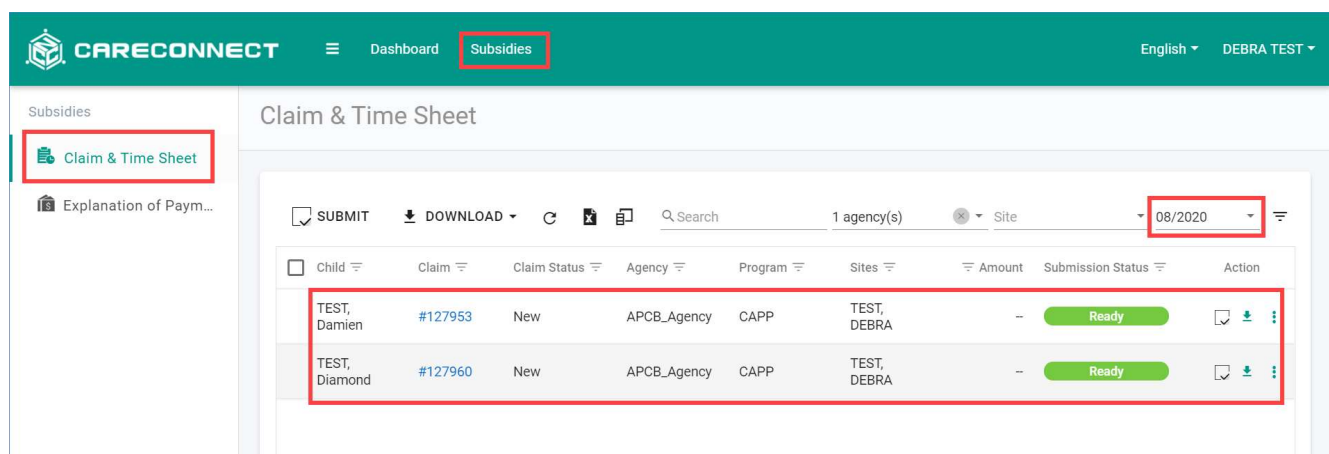 CARECONNECT Dashboard Subsidies English DEBRA TEST
Subsidies
Claim & Time Sheet
Claim & Time Sheet
Explanation of Paym...
SUBMIT DOWNLOAD Search 1 agency(s) Site 08/2020
Child Claim Claim Status Agency Program Sites Amount Submission Status Action
TEST, Damien #127953 New APCB_Agency CAPP TEST, DEBRA -- Ready
TEST, Diamond #127960 New APCB_Agency CAPP TEST, DEBRA -- Ready